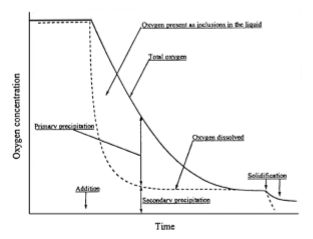 Oxygen present as inclusions in the liquid
Total oxygen
Oxygen concentration
Primary precipitation
Oxygen dissolved
Solidification
Addition
Secondary precipitation
Time